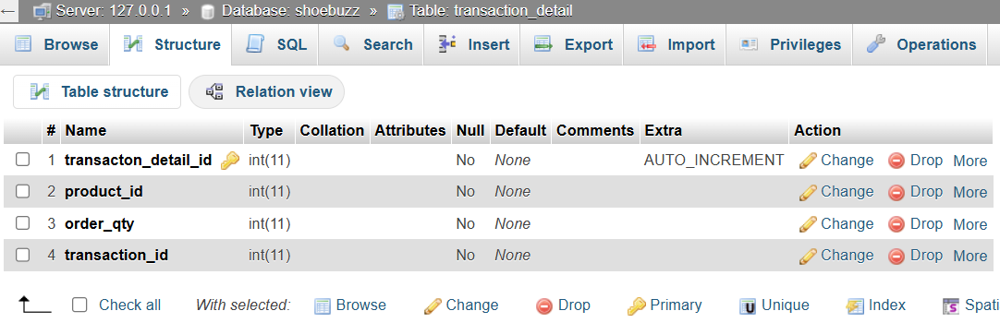 ← Server: 127.0.0.1 » Database: shoebuzz » Table: transaction_detail
Browse Structure SQL Search Insert Export Import Privileges Operations
Table structure Relation view
# Name Type Collation Attributes Null Default Comments Extra Action
1 transacton_detail_id int(11) No None AUTO_INCREMENT Change Drop More
2 product_id int(11) No None Change Drop More
3 order_qty int(11) No None Change Drop More
4 transaction_id int(11) No None Change Drop More
Check all With selected: Browse Change Drop Primary Unique Index Spati